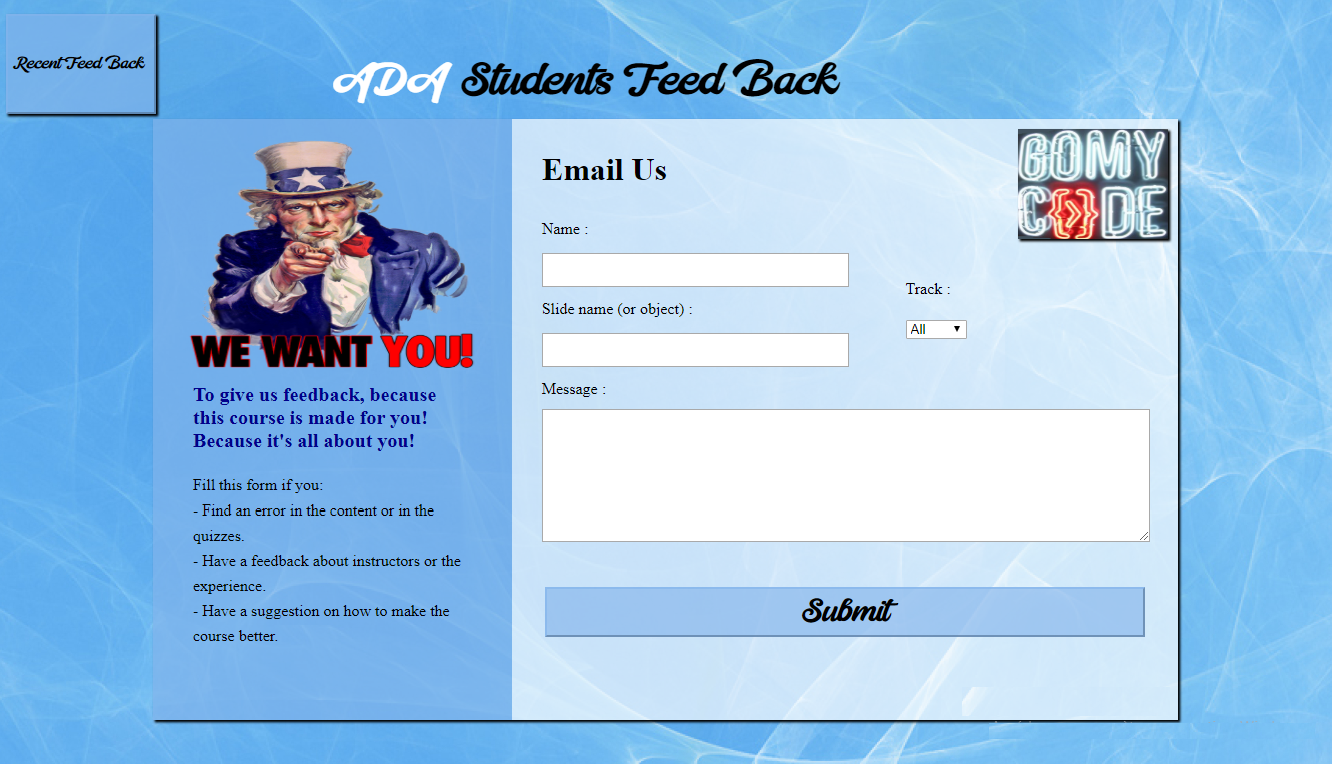 Recent Feed Back
ADA Students Feed Back
WE WANT YOU!
To give us feedback, because
this course is made for you!
Because it's all about you!
Fill this form if you:
- Find an error in the content or in the
quizzes.
- Have a feedback about instructors or the
experience.
- Have a suggestion on how to make the
course better.
Email Us
GOMY
C{}DE
Name :
Slide name (or object) :
Track :
All
Message :
Submit